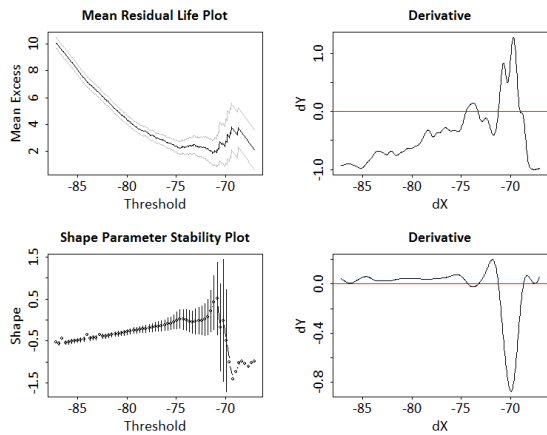 Mean Residual Life Plot
Mean Excess
10
8
6
4
2
-85 -80 -75 -70
Threshold
Derivative
dY
1.0
0.0
-1.0
-85 -80 -75 -70
dX
Shape Parameter Stability Plot
Shape
1.5
0.5
-0.5
-1.5
-85 -80 -75 -70
Threshold
Derivative
dY
0.0
-0.4
-0.8
-85 -80 -75 -70
dX